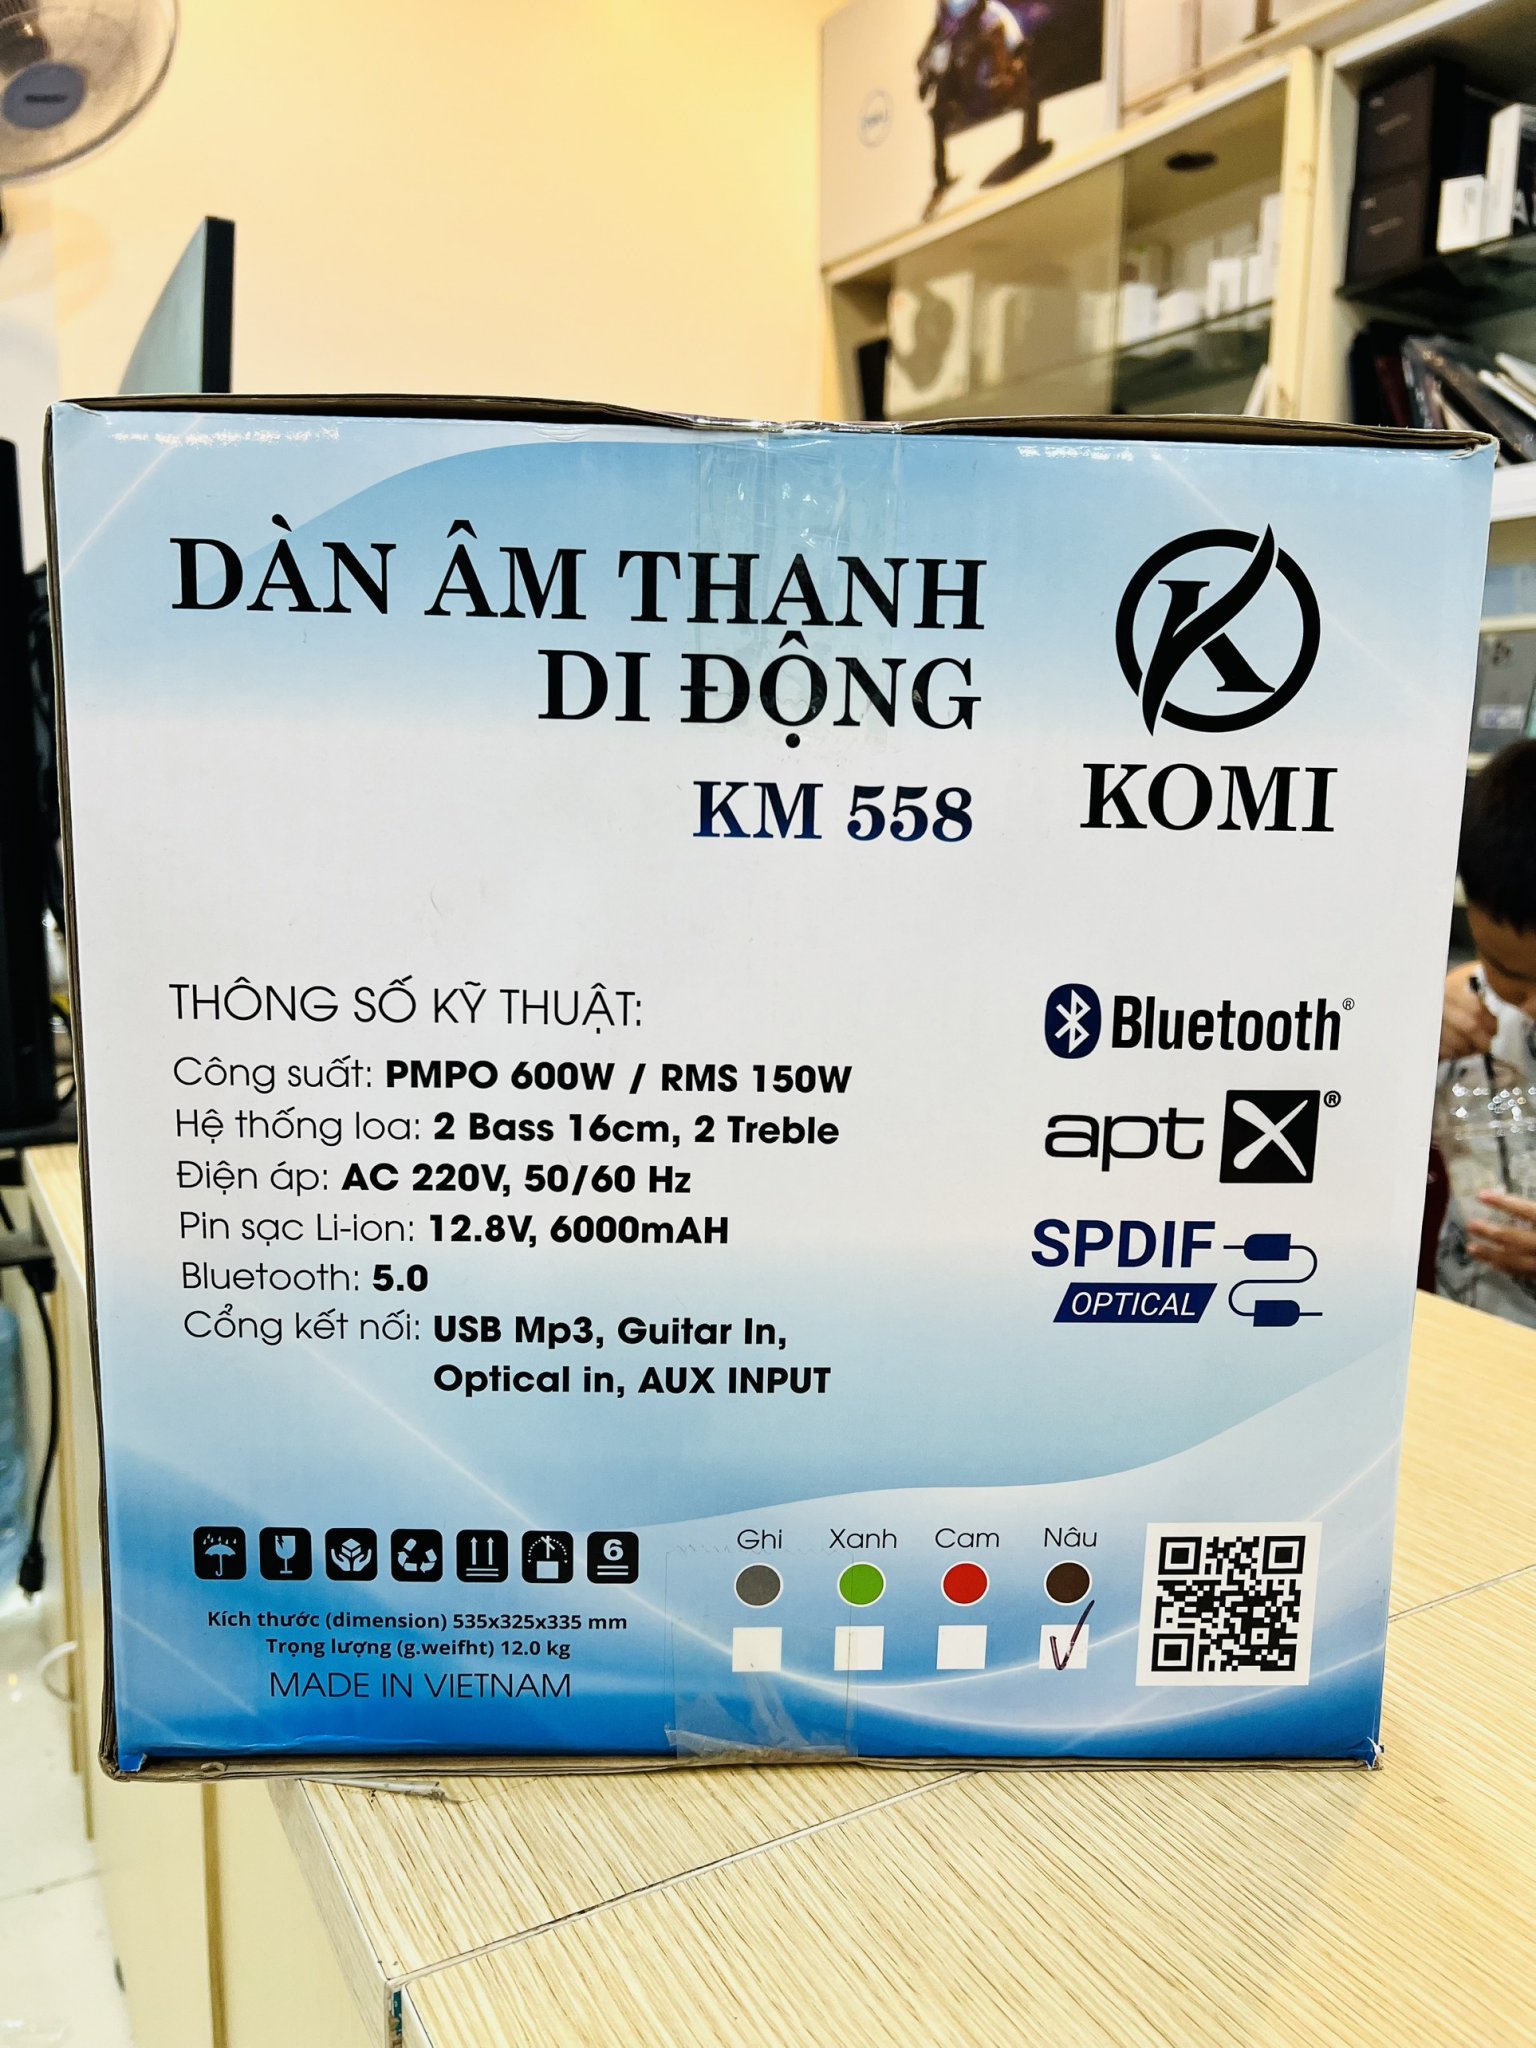 DÀN ÂM THANH
DI ĐỘNG
KM 558
KOMI
THÔNG SỐ KỸ THUẬT:
Công suất: PMPO 600W / RMS 150W
Hệ thống loa: 2 Bass 16cm, 2 Treble
Điện áp: AC 220V, 50/60 Hz
Pin sạc Li-ion: 12.8V, 6000mAH
Bluetooth: 5.0
Cổng kết nối: USB Mp3, Guitar In,
Optical in, AUX INPUT
Bluetooth®
aptX®
SPDIF
OPTICAL
6
Kích thước (dimension) 535x325x335 mm
Trọng lượng (g.weifht) 12.0 kg
MADE IN VIETNAM
Ghi Xanh Cam Nâu